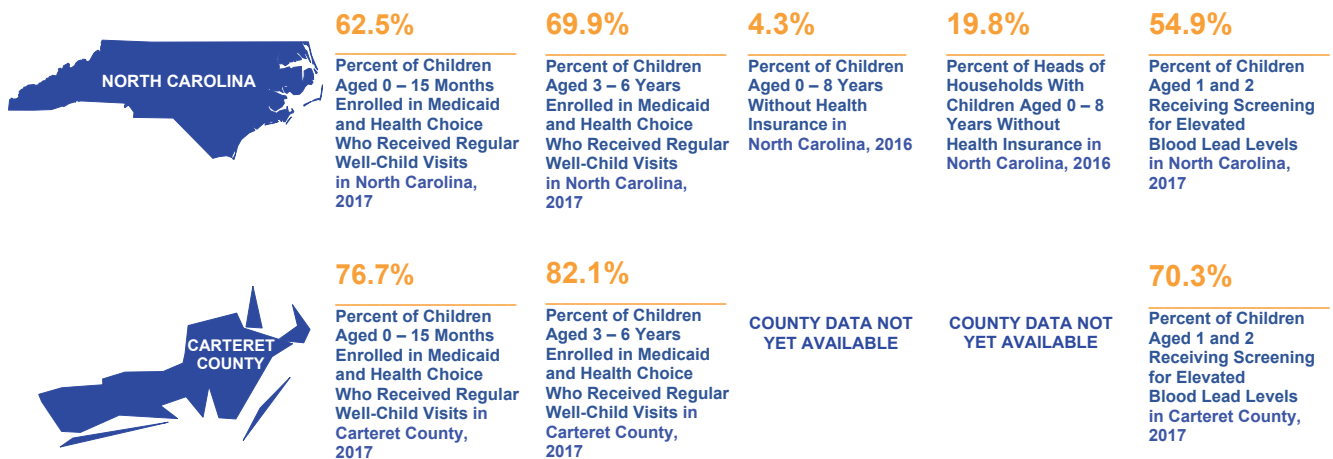 NORTH CAROLINA
62.5%
Percent of Children
Aged 0 – 15 Months
Enrolled in Medicaid
and Health Choice
Who Received Regular
Well-Child Visits
in North Carolina,
2017
69.9%
Percent of Children
Aged 3 – 6 Years
Enrolled in Medicaid
and Health Choice
Who Received Regular
Well-Child Visits
in North Carolina,
2017
4.3%
Percent of Children
Aged 0 – 8 Years
Without Health
Insurance in
North Carolina, 2016
19.8%
Percent of Heads of
Households With
Children Aged 0 – 8
Years Without
Health Insurance in
North Carolina, 2016
54.9%
Percent of Children
Aged 1 and 2
Receiving Screening
for Elevated
Blood Lead Levels
in North Carolina,
2017
CARTERET
COUNTY
76.7%
Percent of Children
Aged 0 – 15 Months
Enrolled in Medicaid
and Health Choice
Who Received Regular
Well-Child Visits in
Carteret County,
2017
82.1%
Percent of Children
Aged 3 – 6 Years
Enrolled in Medicaid
and Health Choice
Who Received Regular
Well-Child Visits in
Carteret County,
2017
COUNTY DATA NOT
YET AVAILABLE
COUNTY DATA NOT
YET AVAILABLE
70.3%
Percent of Children
Aged 1 and 2
Receiving Screening
for Elevated
Blood Lead Levels
in Carteret County,
2017